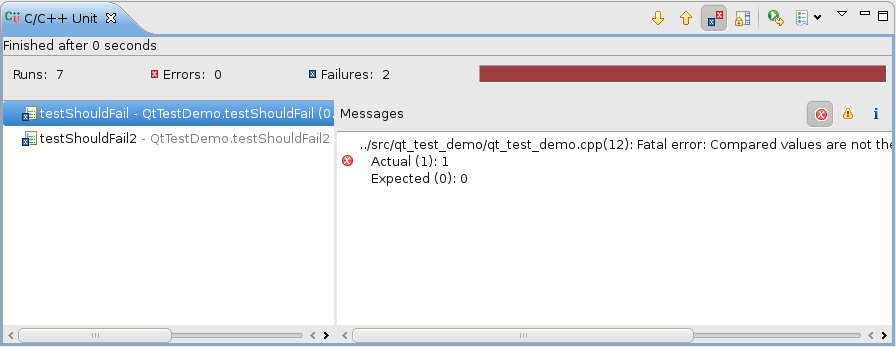 C/C++ Unit
Finished after 0 seconds
Runs: 7 Errors: 0 Failures: 2
testShouldFail - QtTestDemo.testShouldFail (0.
testShouldFail2 - QtTestDemo.testShouldFail2
Messages
../src/qt_test_demo/qt_test_demo.cpp(12): Fatal error: Compared values are not the
Actual (1): 1
Expected (0): 0